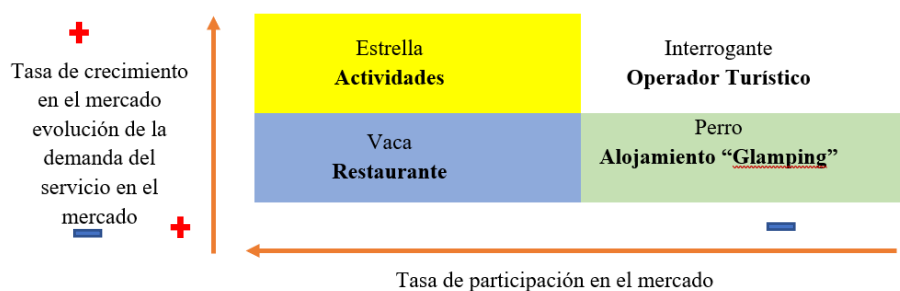 Tasa de crecimiento
en el mercado
evolución de la
demanda del
servicio en el
mercado
Estrella
Actividades
Interrogante
Operador Turístico
Vaca
Restaurante
Perro
Alojamiento “Glamping”
Tasa de participación en el mercado